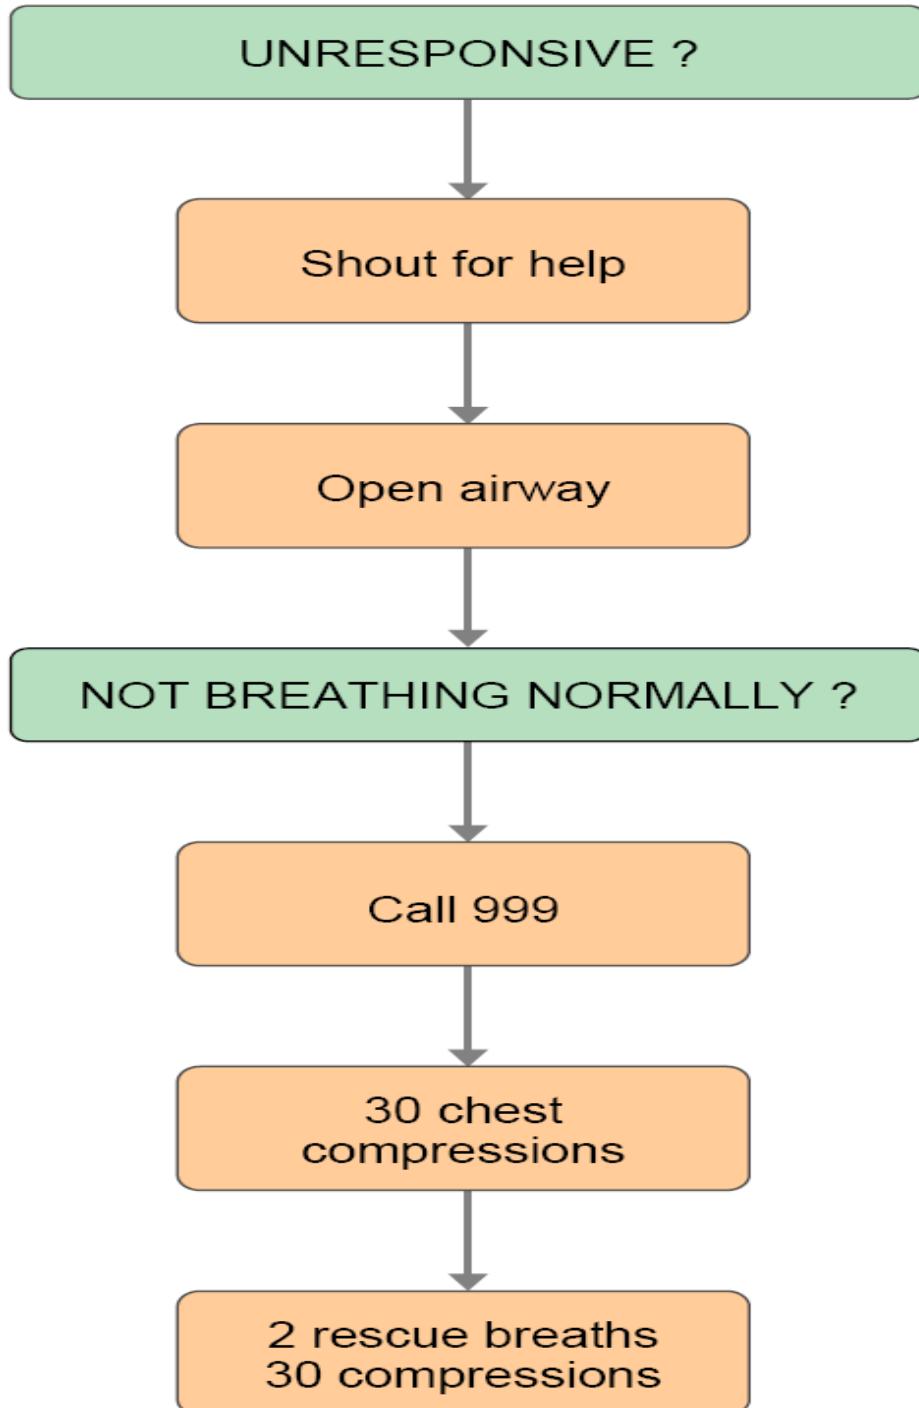 UNRESPONSIVE ?
Shout for help
Open airway
NOT BREATHING NORMALLY ?
Call 999
30 chest
compressions
2 rescue breaths
30 compressions